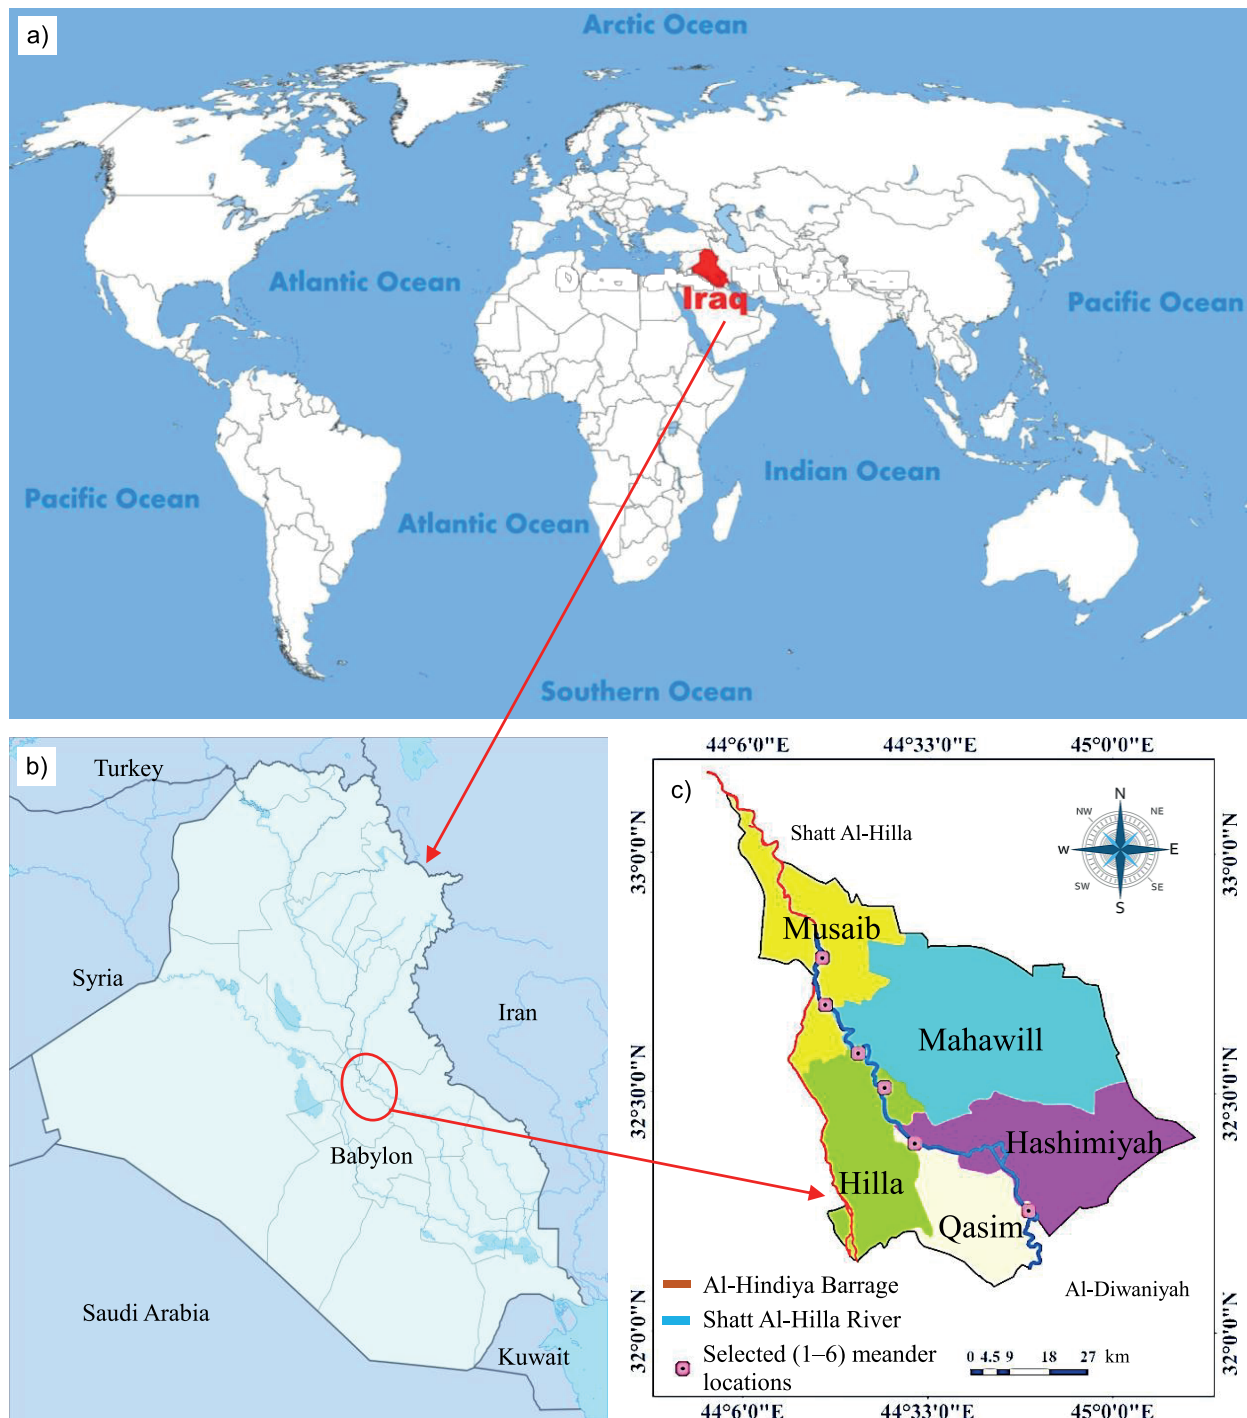 a)
Arctic Ocean
Atlantic Ocean
Iraq
Pacific Ocean
Pacific Ocean
Indian Ocean
Atlantic Ocean
Southern Ocean
b)
Turkey
Syria
Iran
Babylon
Saudi Arabia
Kuwait
44°6'0"E 44°33'0"E 45°0'0"E
c)
N
NW NE
W E
SW SE
S
Shatt Al-Hilla
33°0'0"N 33°0'0"N
Musaib
Mahawill
32°30'0"N 32°30'0"N
Hashimiyah
Hilla
Qasim
Al-Hindiya Barrage
Al-Diwaniyah
Shatt Al-Hilla River
32°0'0"N 32°0'0"N
Selected (1–6) meander
locations
0 4.5 9 18 27 km
44°6'0"E 44°33'0"E 45°0'0"E